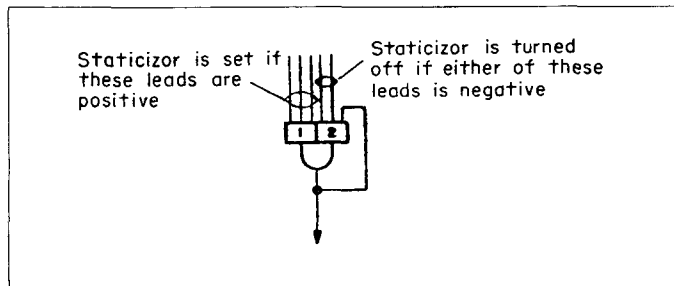 Staticizor is set if
these leads are
positive
Staticizor is turned
off if either of these
leads is negative
1 2